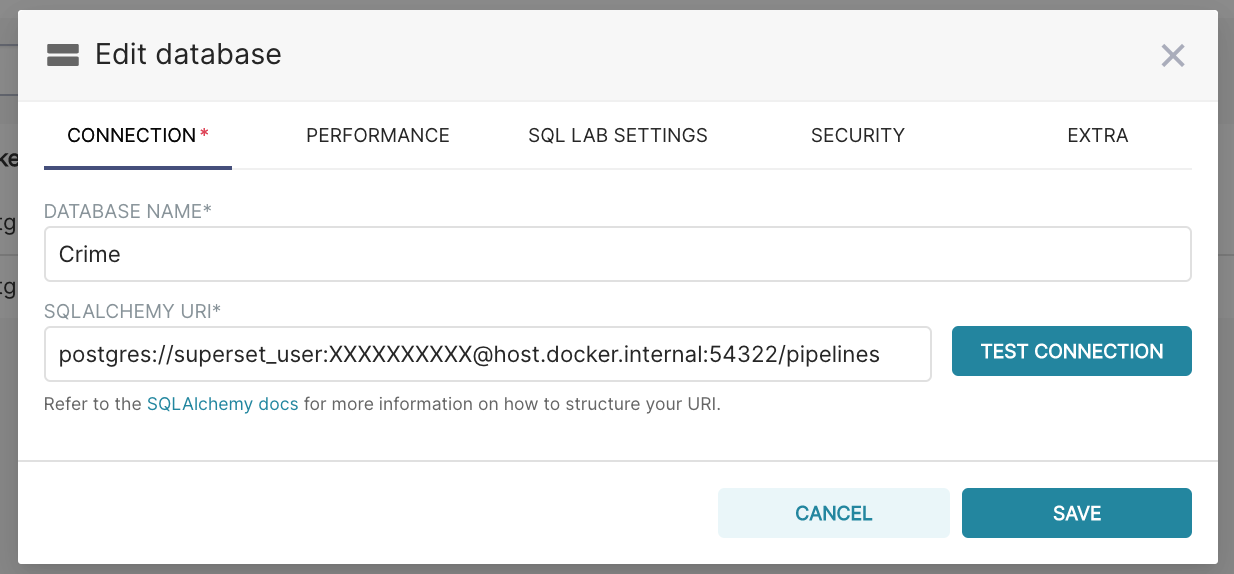 Edit database
CONNECTION * PERFORMANCE SQL LAB SETTINGS SECURITY EXTRA
DATABASE NAME*
Crime
SQLALCHEMY URI*
postgres://superset_user:XXXXXXXXXX@host.docker.internal:54322/pipelines
TEST CONNECTION
Refer to the SQLAlchemy docs for more information on how to structure your URI.
CANCEL SAVE